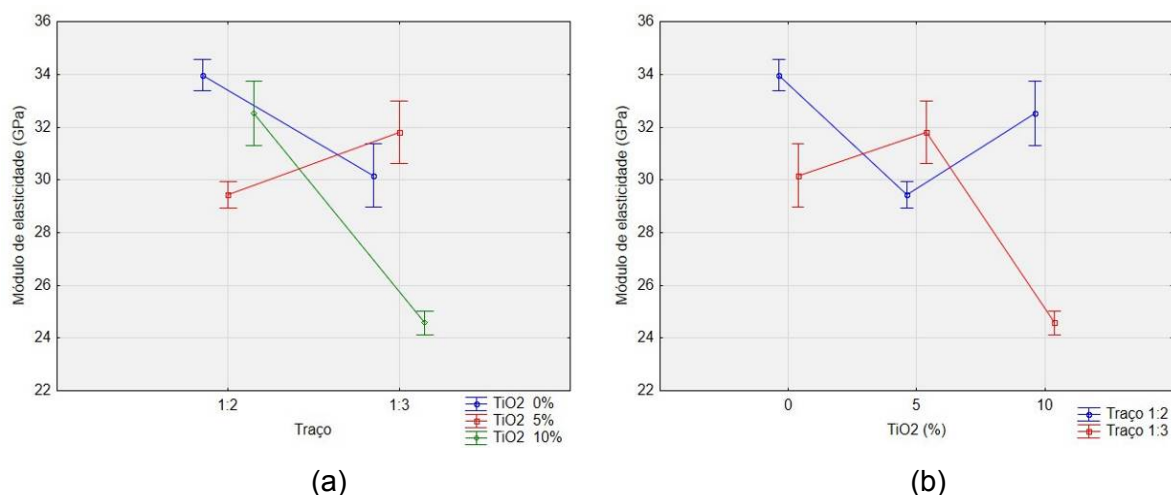 Módulo de elasticidade (GPa)
36
34
32
30
28
26
24
22
1:2
1:3
Traço
TiO2 0%
TiO2 5%
TiO2 10%
(a)
Módulo de elasticidade (GPa)
36
34
32
30
28
26
24
22
0
5
10
TiO2 (%)
Traço 1:2
Traço 1:3
(b)